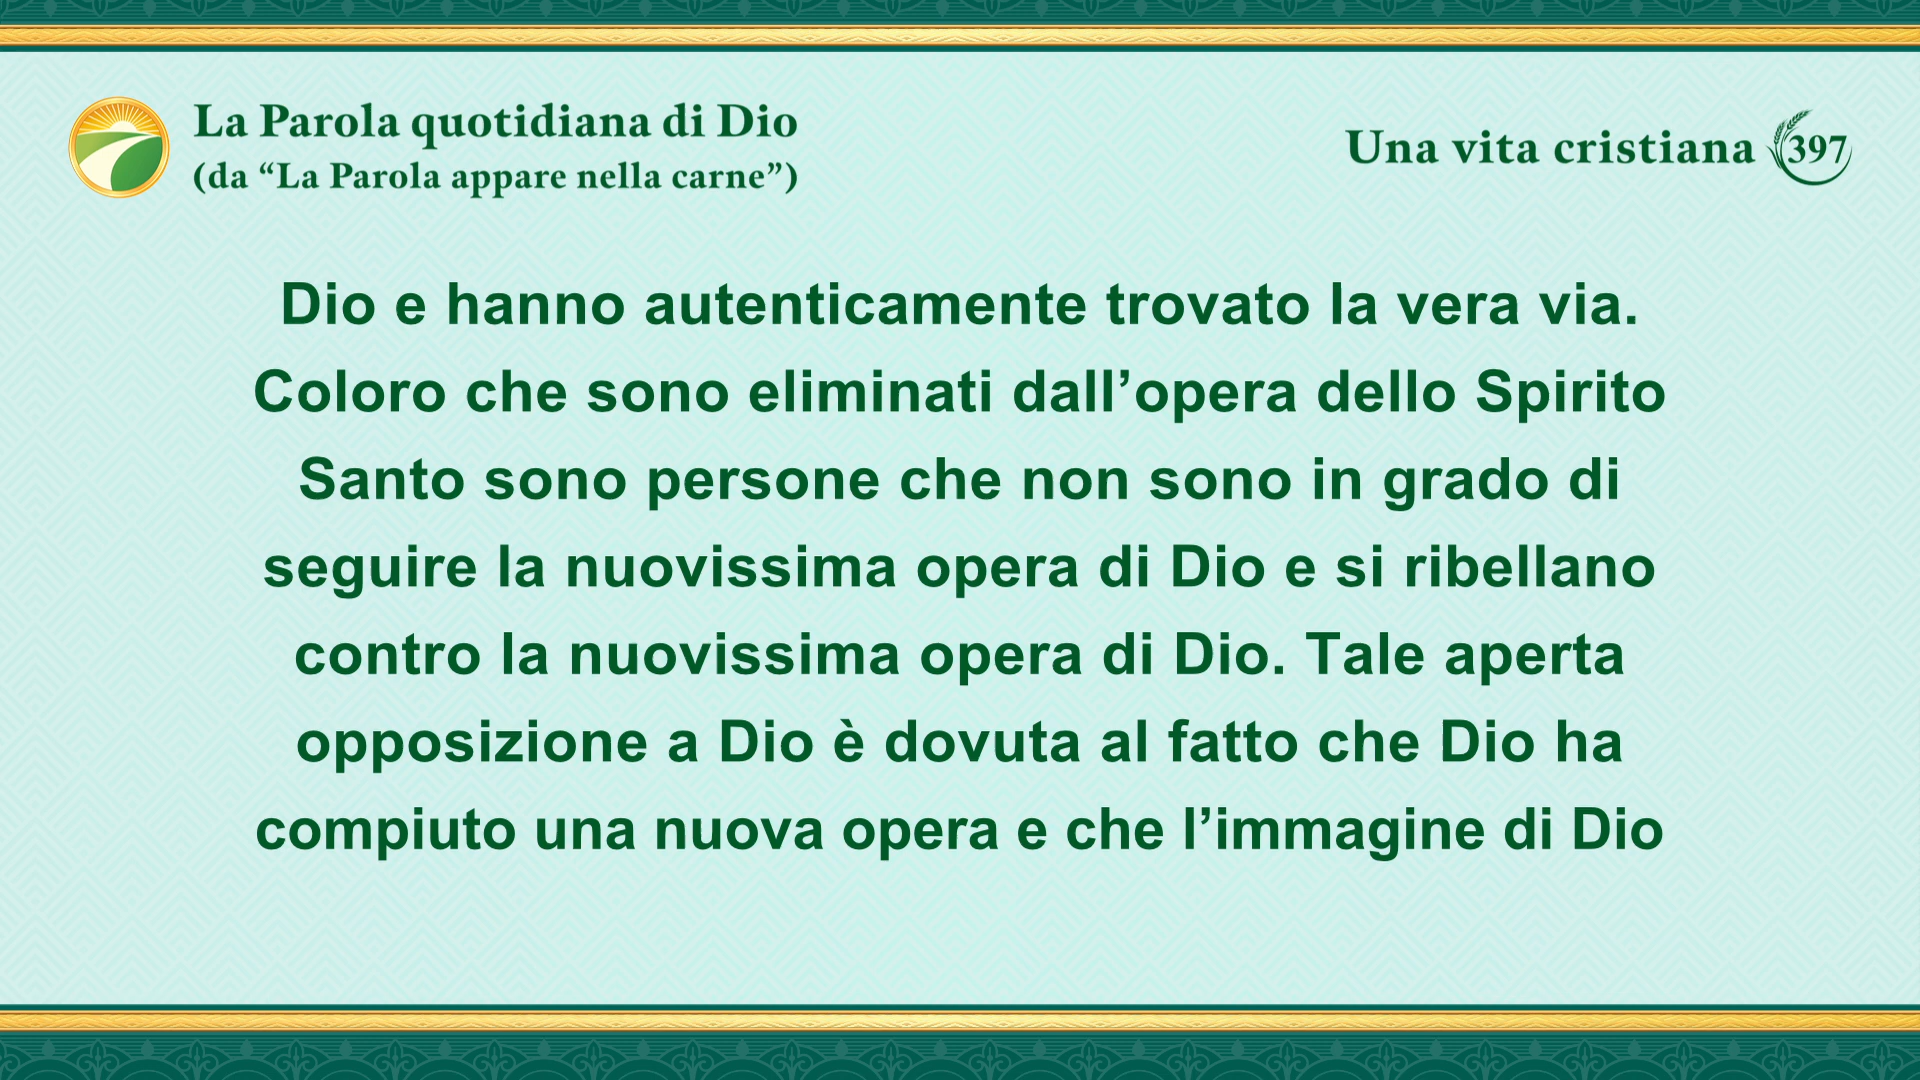 La Parola quotidiana di Dio
(da “La Parola appare nella carne”)
Una vita cristiana 397
Dio e hanno autenticamente trovato la vera via.
Coloro che sono eliminati dall’opera dello Spirito
Santo sono persone che non sono in grado di
seguire la nuovissima opera di Dio e si ribellano
contro la nuovissima opera di Dio. Tale aperta
opposizione a Dio è dovuta al fatto che Dio ha
compiuto una nuova opera e che l’immagine di Dio